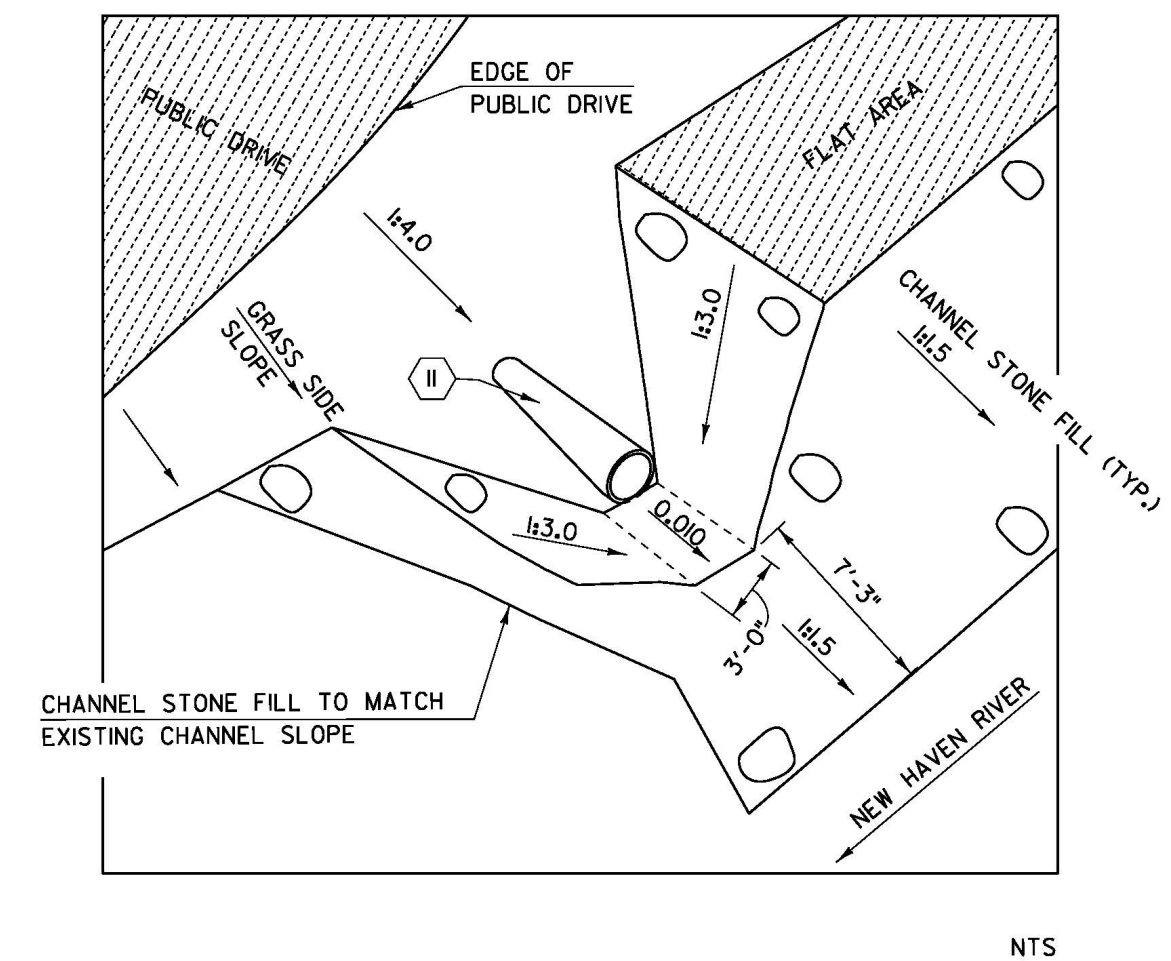 EDGE OF
PUBLIC DRIVE
PUBLIC DRIVE
FLAT AREA
1:4.0
GRASS SIDE
SLOPE
11
1:3.0
CHANNEL STONE FILL (TYP.)
1:1.5
1:3.0
0.010
7'-3"
3'-0"
1:1.5
CHANNEL STONE FILL TO MATCH
EXISTING CHANNEL SLOPE
NEW HAVEN RIVER
NTS